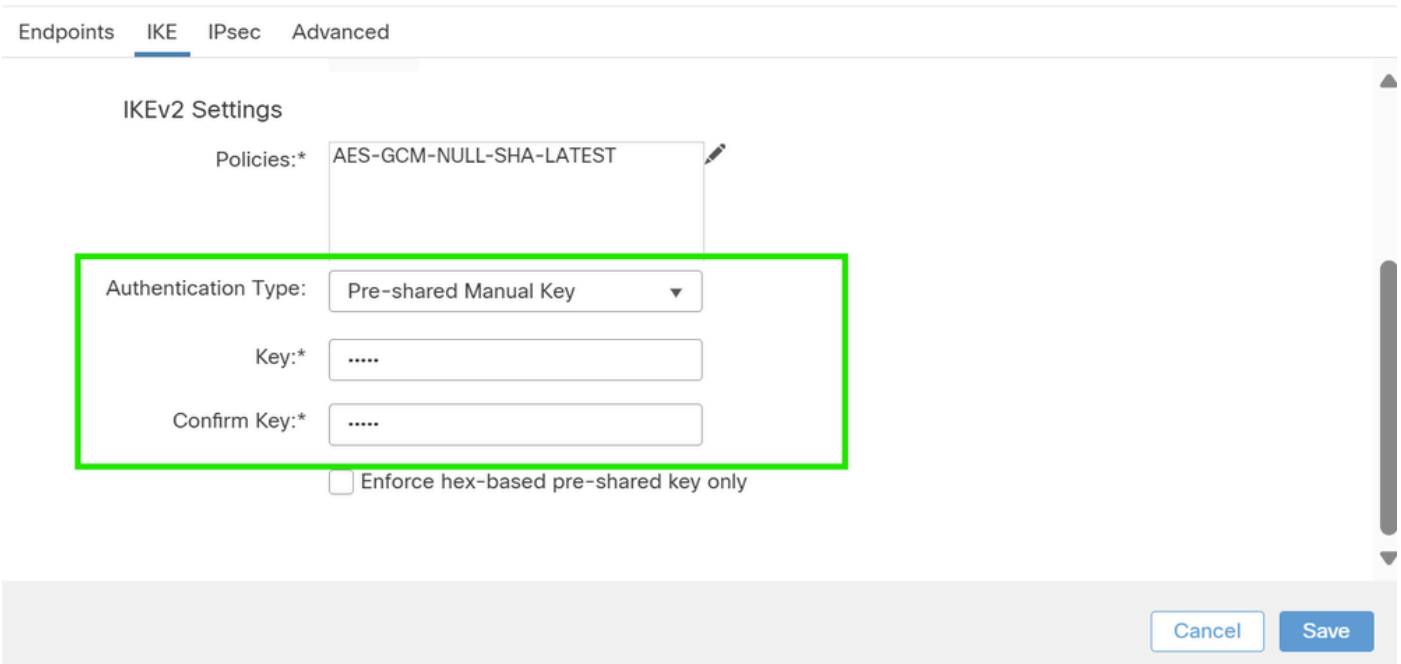 Endpoints IKE IPsec Advanced
IKEv2 Settings
Policies:* AES-GCM-NULL-SHA-LATEST
Authentication Type: Pre-shared Manual Key
Key:* •••••
Confirm Key:* •••••
Enforce hex-based pre-shared key only
Cancel Save